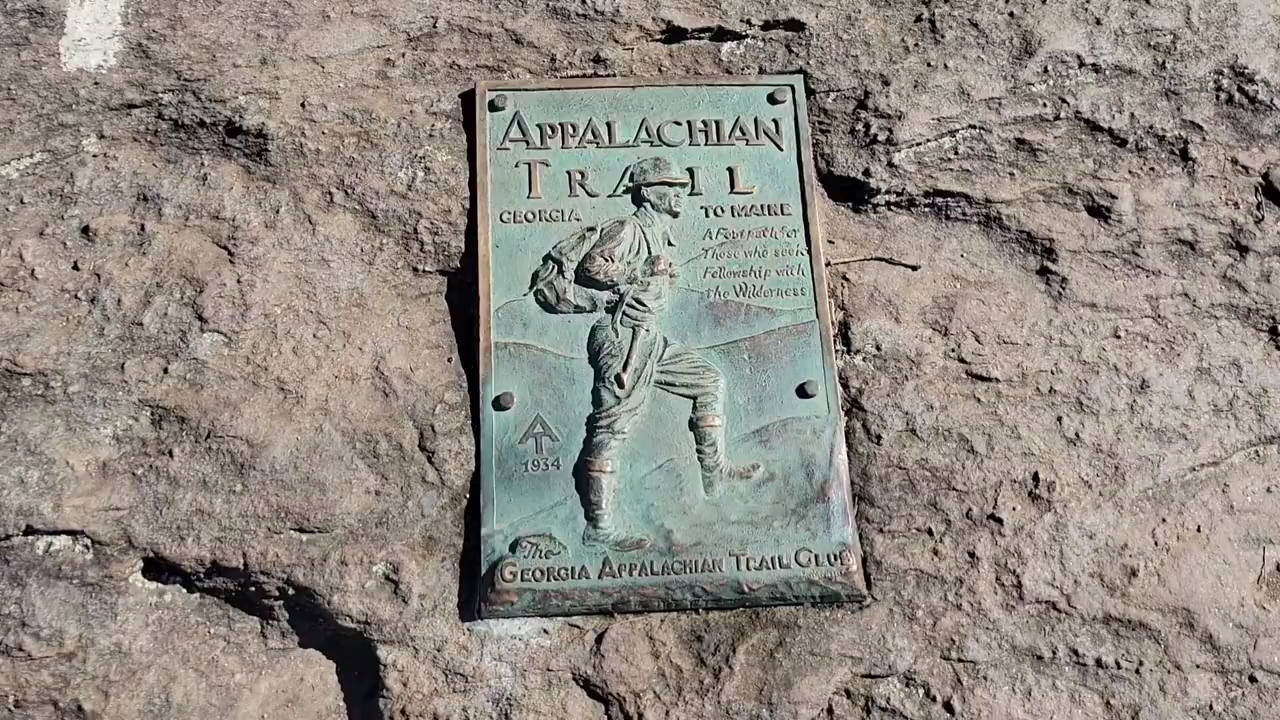 APPALACHIAN
TRAIL
GEORGIA TO MAINE
A Footpath for
Those who seek
Fellowship with
the Wilderness
AT
1934
The
GEORGIA APPALACHIAN TRAIL CLUB